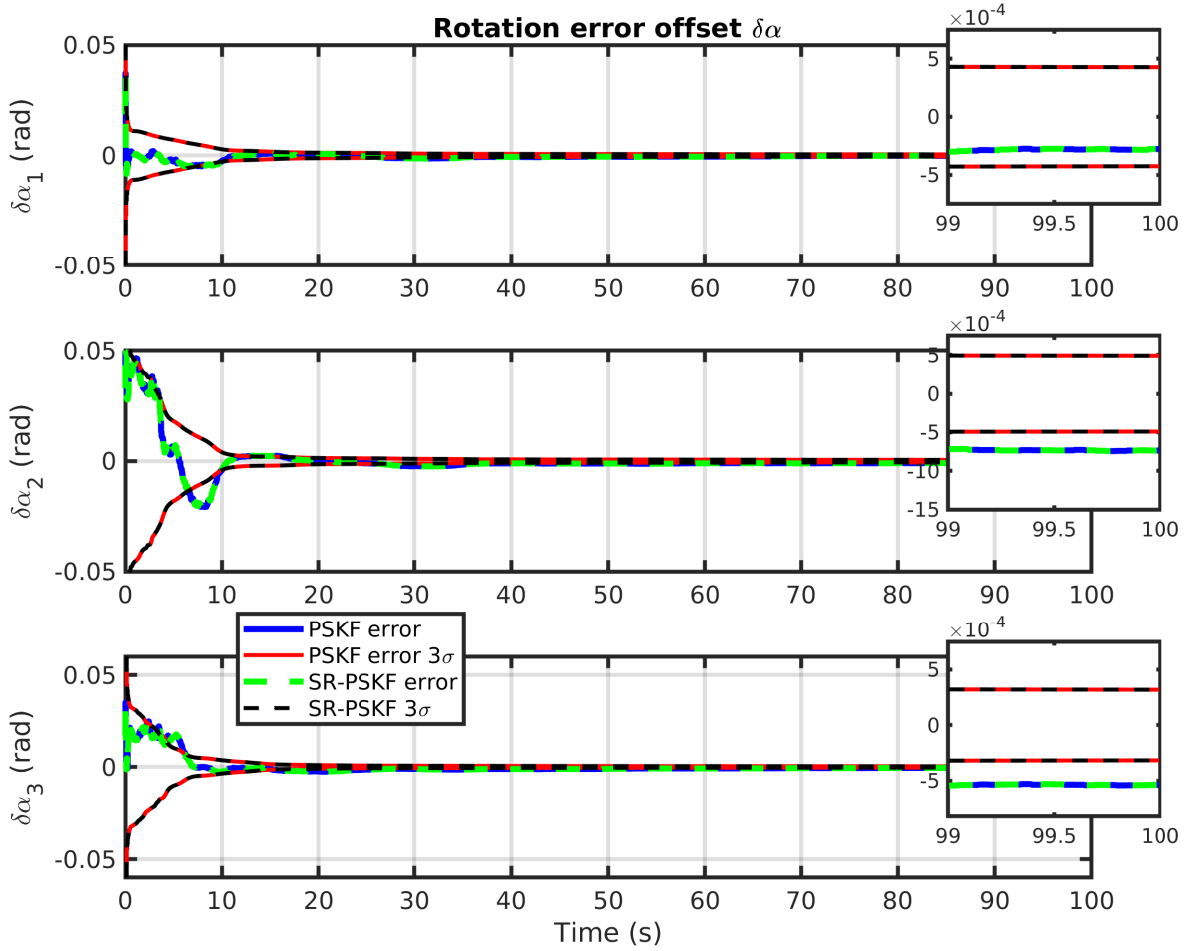 Rotation error offset δα
×10⁻⁴
0.05
0
-0.05
δα₁ (rad)
5
0
-5
99 99.5 100
0 10 20 30 40 50 60 70 80 90 100
×10⁻⁴
0.05
0
-0.05
δα₂ (rad)
5
0
-5
-10
-15
99 99.5 100
0 10 20 30 40 50 60 70 80 90 100
PSKF error
PSKF error 3σ
SR-PSKF error
SR-PSKF 3σ
×10⁻⁴
0.05
0
-0.05
δα₃ (rad)
5
0
-5
99 99.5 100
0 10 20 30 40 50 60 70 80 90 100
Time (s)